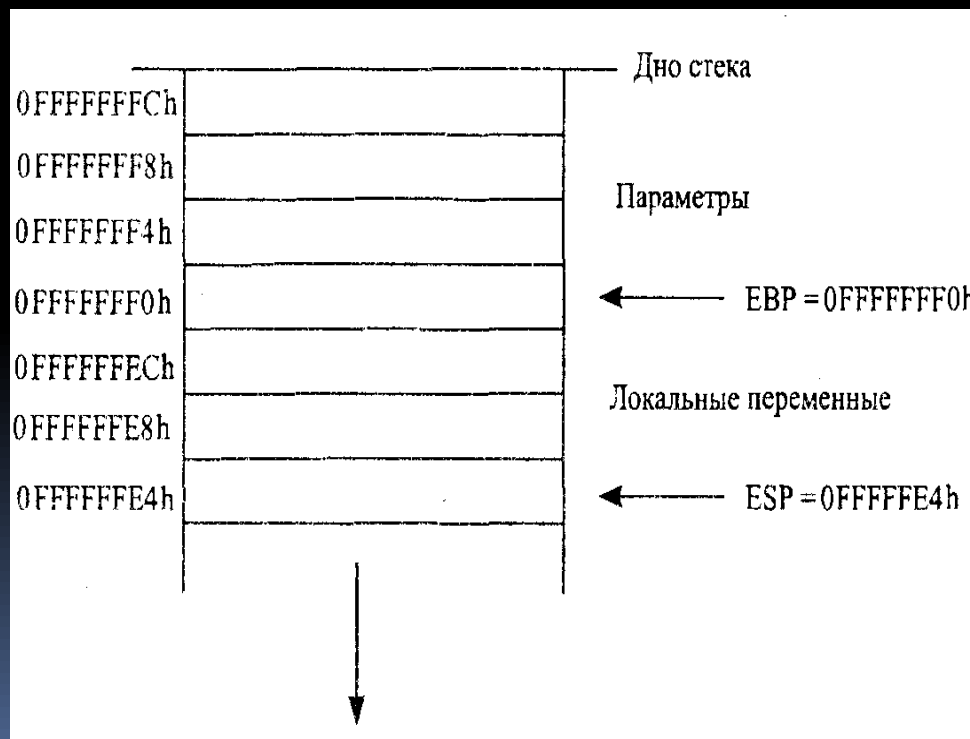 Дно стека
0FFFFFFFCh
0FFFFFFF8h
Параметры
0FFFFFFF4h
0FFFFFFF0h
EBP =0FFFFFFF0h
0FFFFFFECh
Локальные переменные
0FFFFFFE8h
0FFFFFFE4h
ESP =0FFFFFE4h